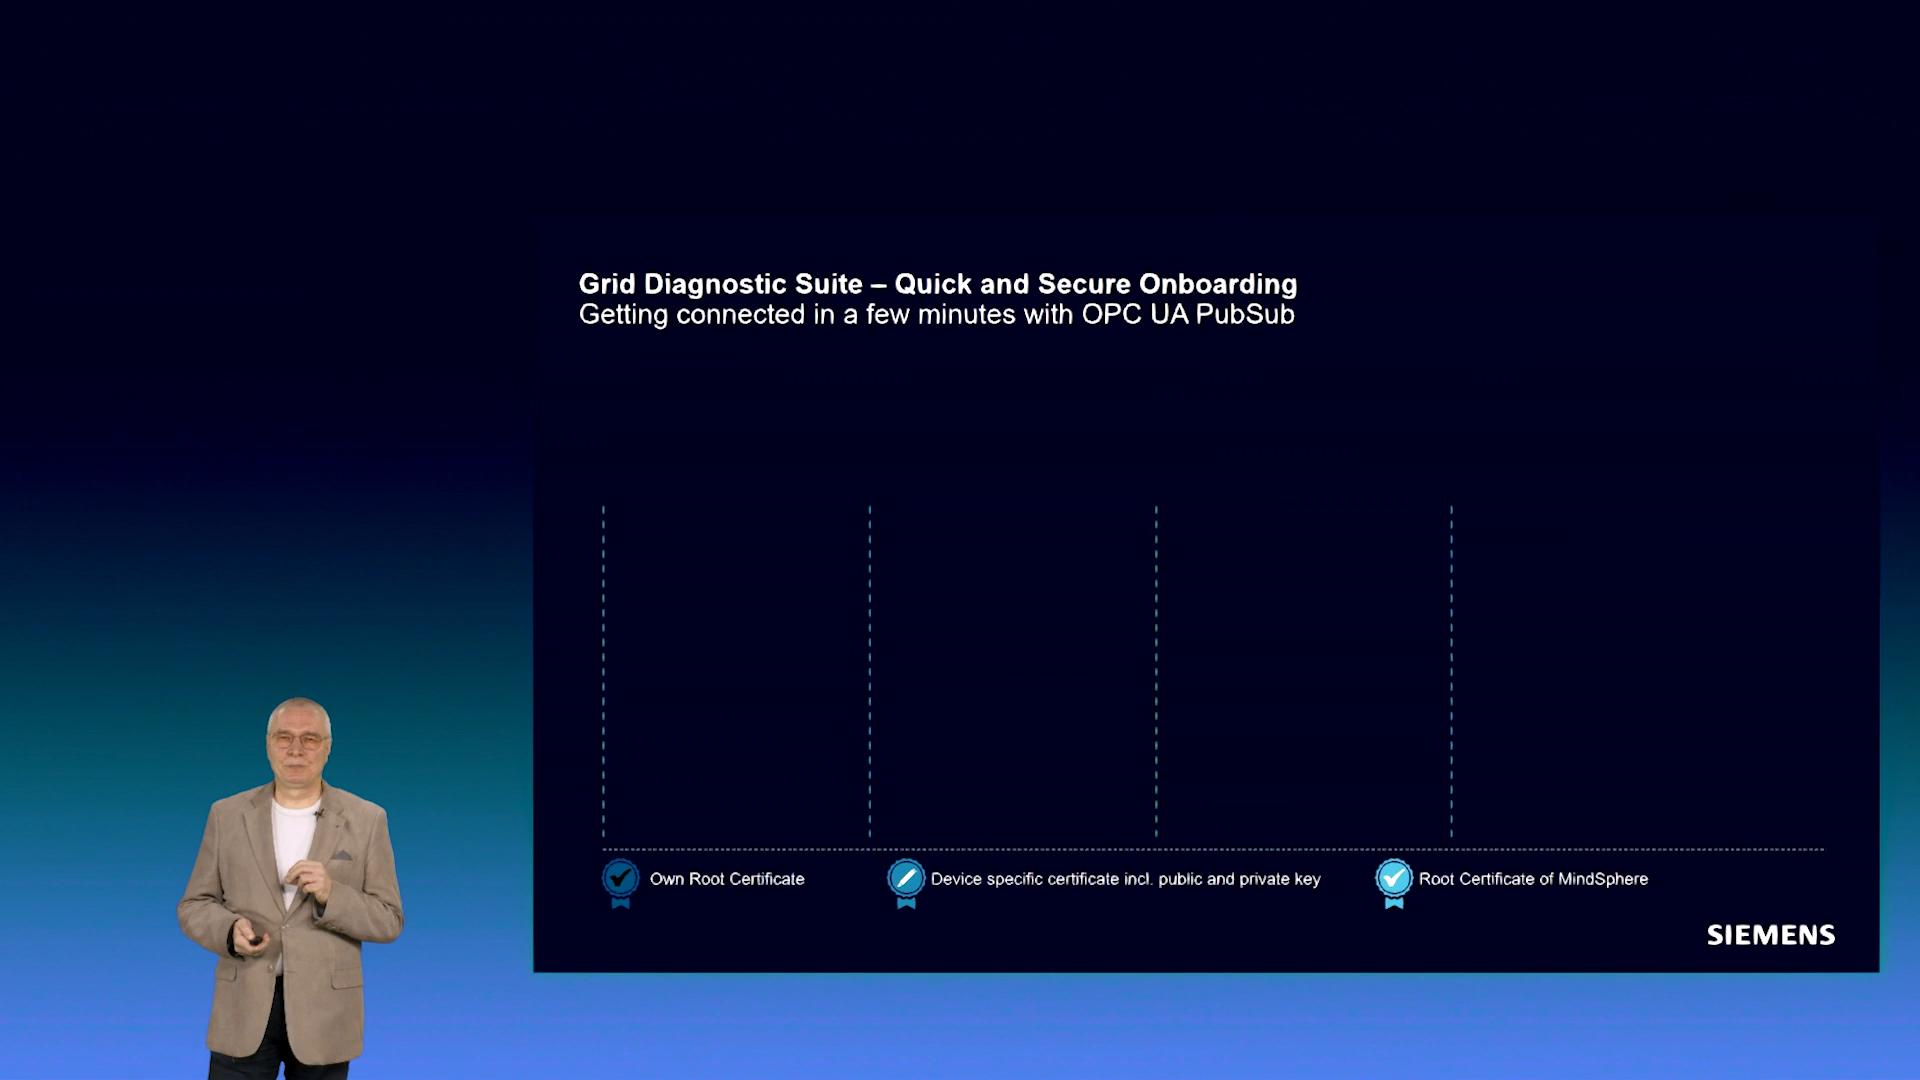 Grid Diagnostic Suite – Quick and Secure Onboarding
Getting connected in a few minutes with OPC UA PubSub
Own Root Certificate
Device specific certificate incl. public and private key
Root Certificate of MindSphere
SIEMENS